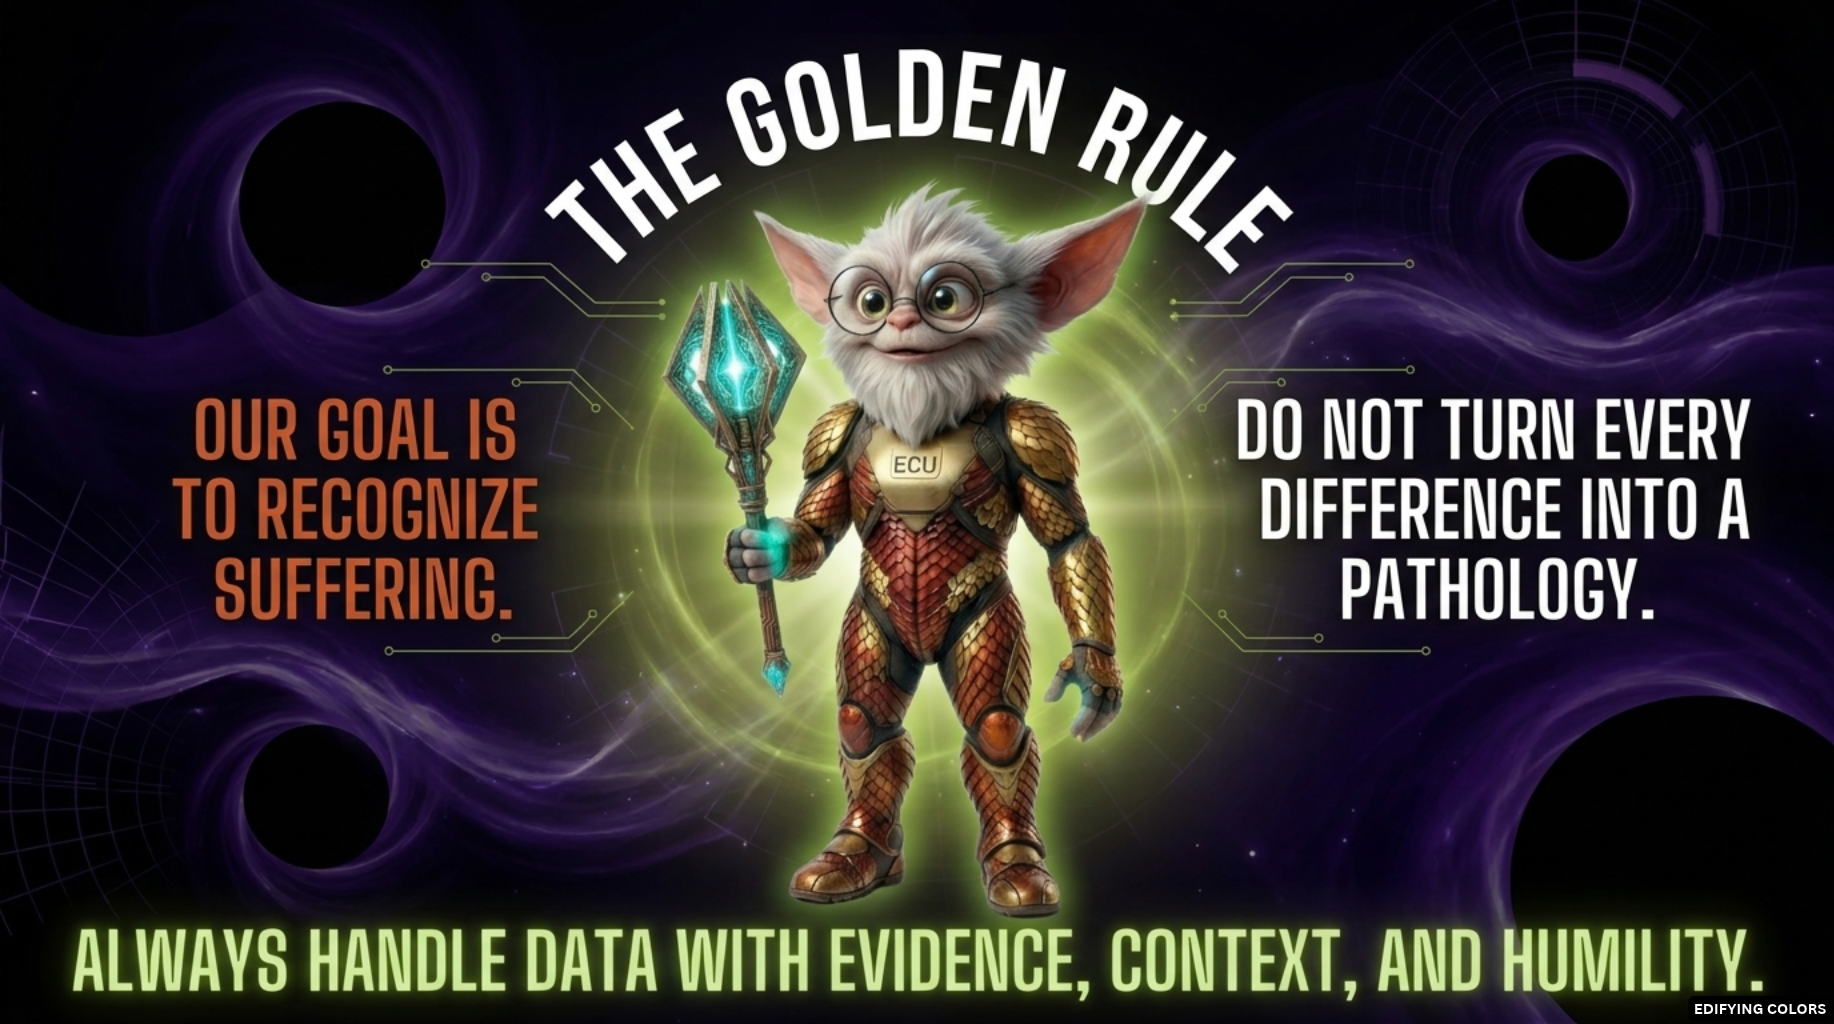 THE GOLDEN RULE
ECU
OUR GOAL IS
TO RECOGNIZE
SUFFERING.
DO NOT TURN EVERY
DIFFERENCE INTO A
PATHOLOGY.
ALWAYS HANDLE DATA WITH EVIDENCE, CONTEXT, AND HUMILITY.
EDIFYING COLORS